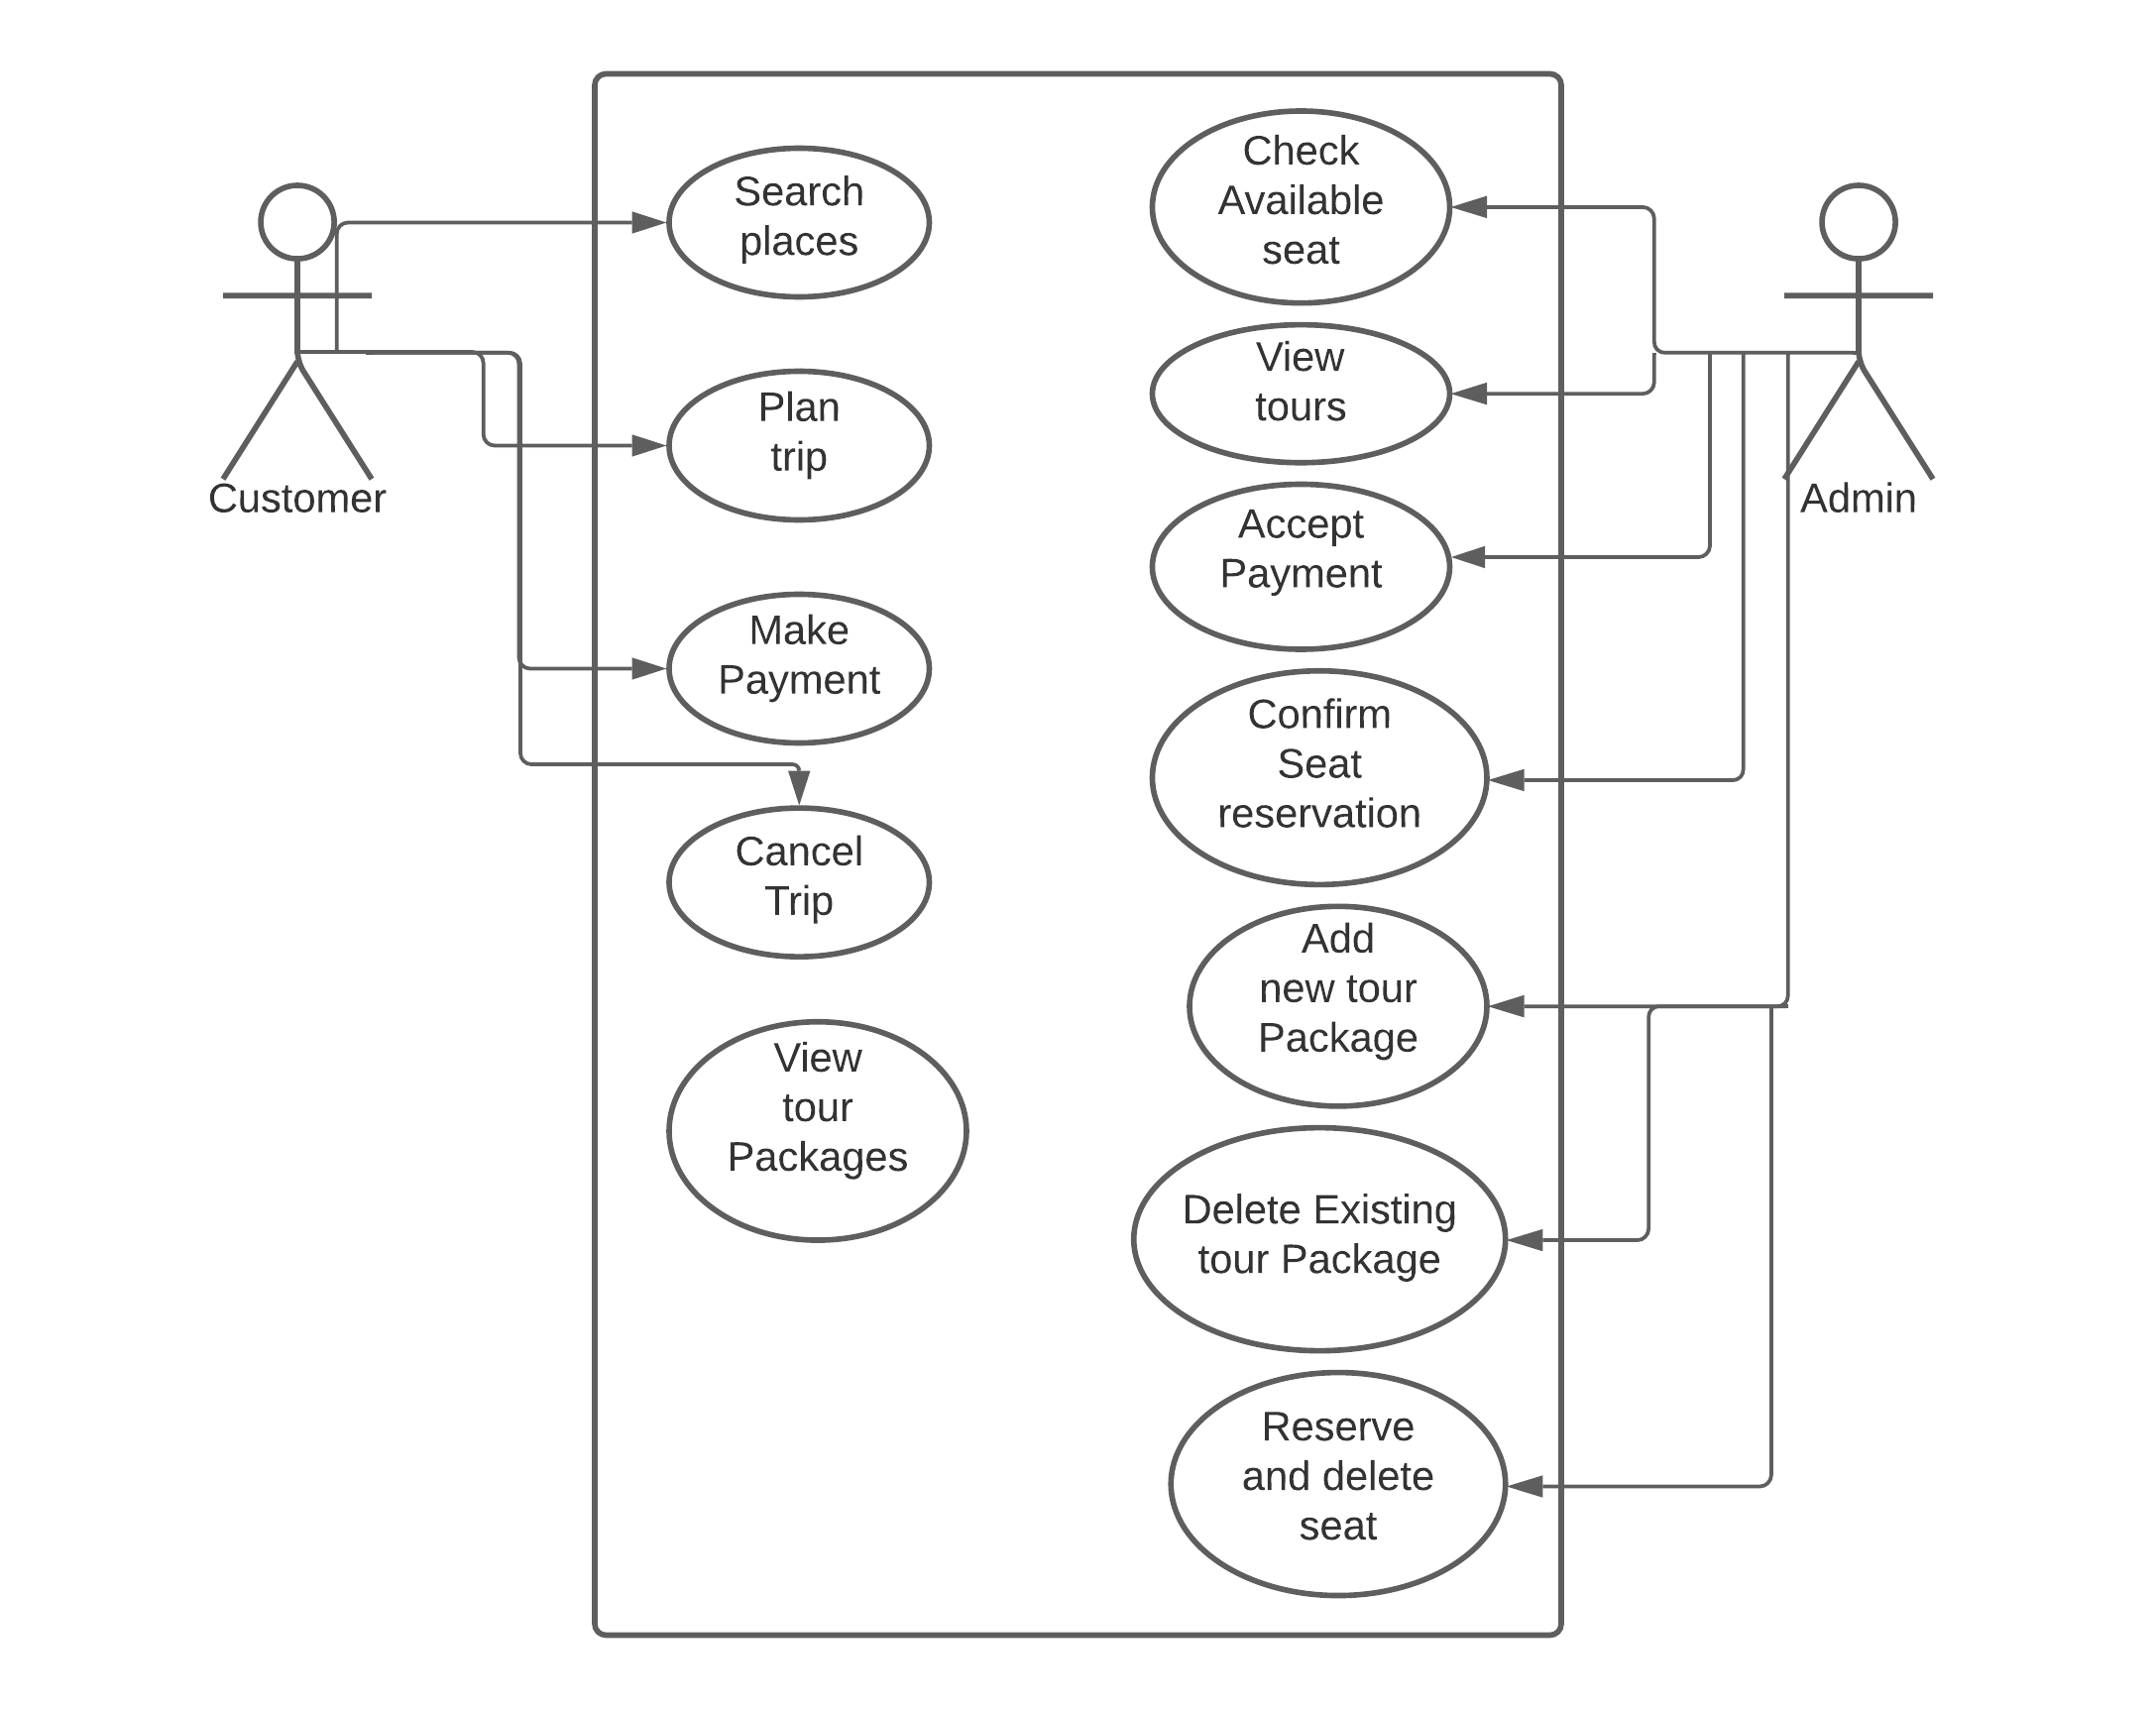 Customer
Search
places
Plan
trip
Make
Payment
Cancel
Trip
View
tour
Packages
Check
Available
seat
View
tours
Accept
Payment
Confirm
Seat
reservation
Add
new tour
Package
Delete Existing
tour Package
Reserve
and delete
seat
Admin